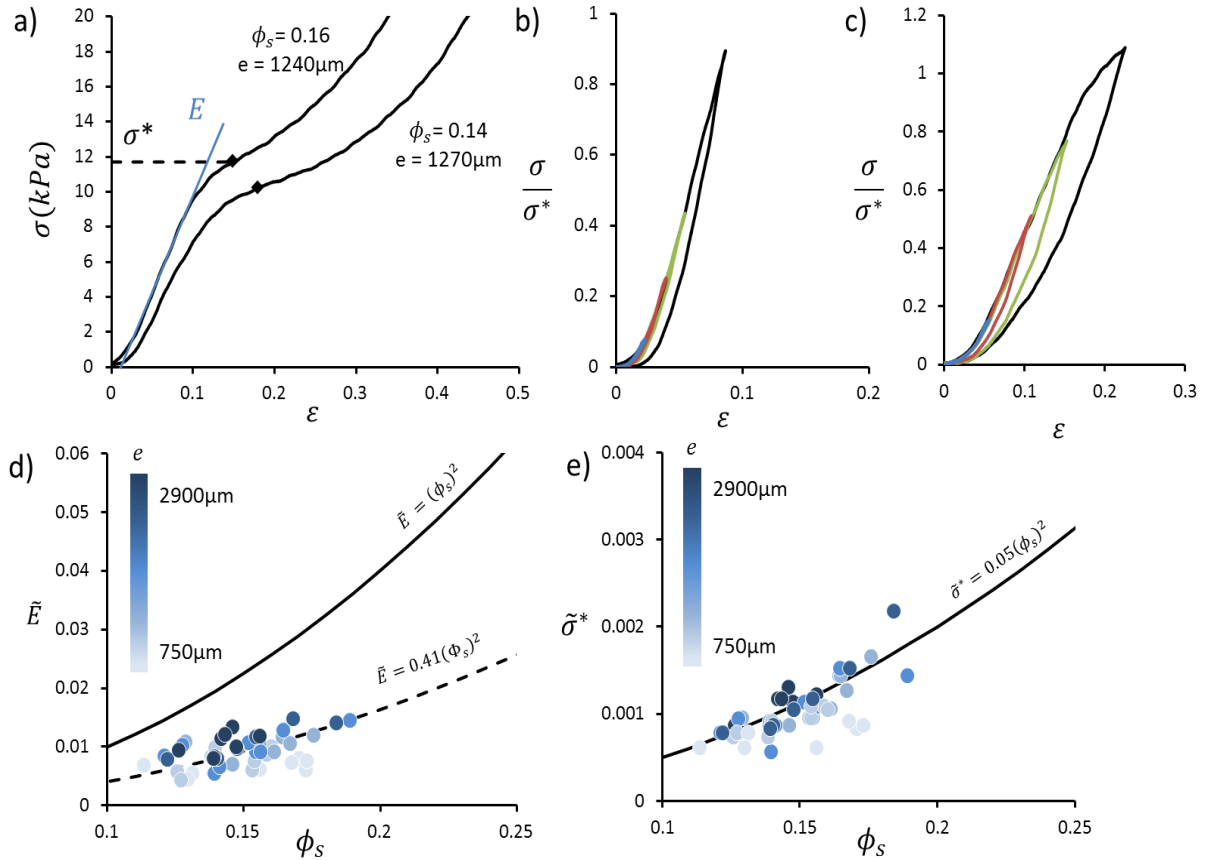 a)
20
18
16
14
12
10
8
6
4
2
0
σ(kPa)
σ*
E
ϕs = 0.16
e = 1240μm
ϕs = 0.14
e = 1270μm
0 0.1 0.2 0.3 0.4 0.5
ε
b)
1
0.8
0.6
0.4
0.2
0
σ
σ*
0 0.1 0.2
ε
c)
1.2
1
0.8
0.6
0.4
0.2
0
σ
σ*
0 0.1 0.2 0.3
ε
d)
0.06
0.05
0.04
0.03
0.02
0.01
0
Ẽ
e
2900μm
750μm
Ẽ = (ϕs)²
Ẽ = 0.41(Φs)²
0.1 0.15 0.2 0.25
ϕs
e)
0.004
0.003
0.002
0.001
0
σ̃*
e
2900μm
750μm
σ̃* = 0.05(ϕs)²
0.1 0.15 0.2 0.25
ϕs